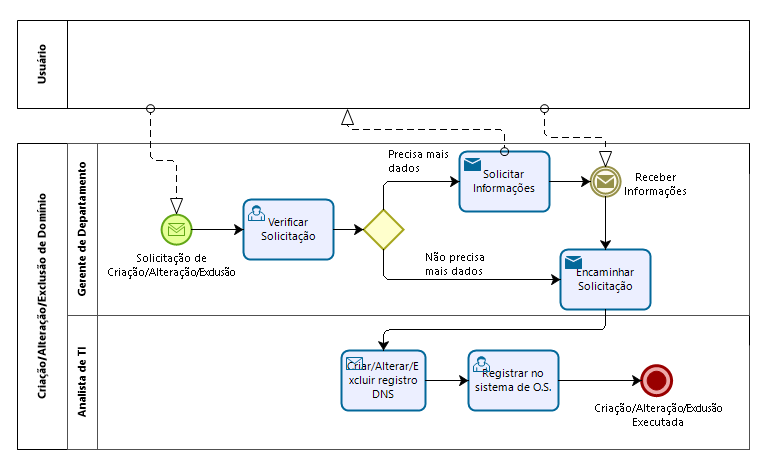 Usuário
Criação/Alteração/Exclusão de Domínio
Gerente de Departamento
Solicitação de
Criação/Alteração/Exclusão
Verificar
Solicitação
Precisa mais
dados
Solicitar
Informações
Receber
Informações
Não precisa
mais dados
Encaminhar
Solicitação
Analista de TI
Criar/Alterar/E
xcluir registro
DNS
Registrar no
sistema de O.S.
Criação/Alteração/Exclusão
Executada